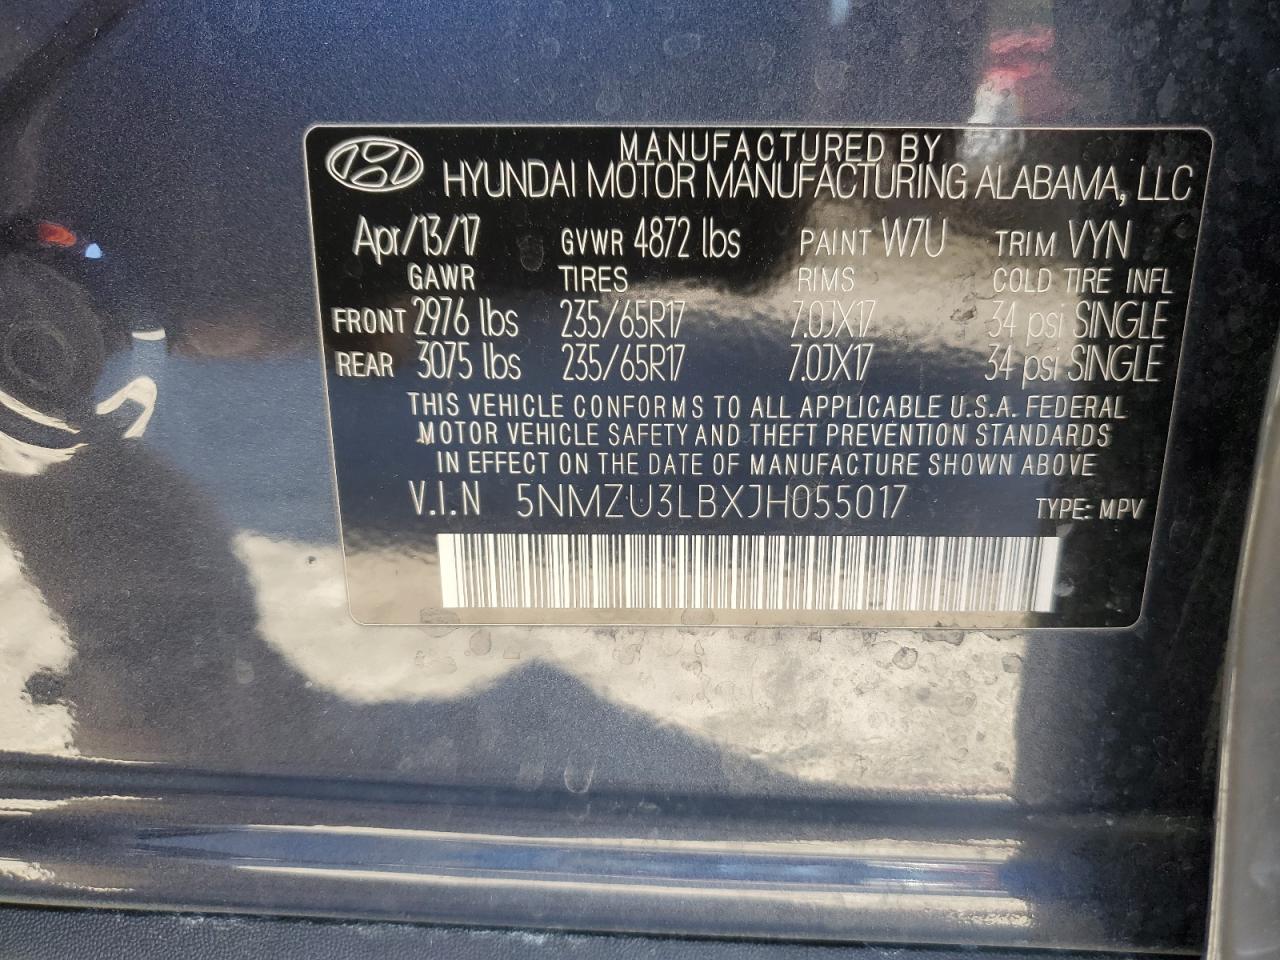 MANUFACTURED BY
HYUNDAI MOTOR MANUFACTURING ALABAMA, LLC
Apr/13/17 GVWR 4872 lbs PAINT W7U TRIM VYN
GAWR TIRES RIMS COLD TIRE INFL
FRONT 2976 lbs 235/65R17 7.0JX17 34 psi SINGLE
REAR 3075 lbs 235/65R17 7.0JX17 34 psi SINGLE
THIS VEHICLE CONFORMS TO ALL APPLICABLE U.S.A. FEDERAL
MOTOR VEHICLE SAFETY AND THEFT PREVENTION STANDARDS
IN EFFECT ON THE DATE OF MANUFACTURE SHOWN ABOVE
V.I.N 5NMZU3LBXJH055017 TYPE: MPV